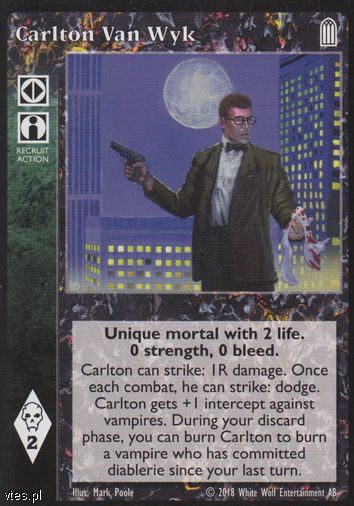 Carlton Van Wyk
RECRUIT
ACTION
Unique mortal with 2 life.
0 strength, 0 bleed.
Carlton can strike: 1R damage. Once
each combat, he can strike: dodge.
Carlton gets +1 intercept against
vampires. During your discard
phase, you can burn Carlton to burn
a vampire who has committed
diablerie since your last turn.
2
vtes.pl
Illus: Mark Poole
© 2018 White Wolf Entertainment AB